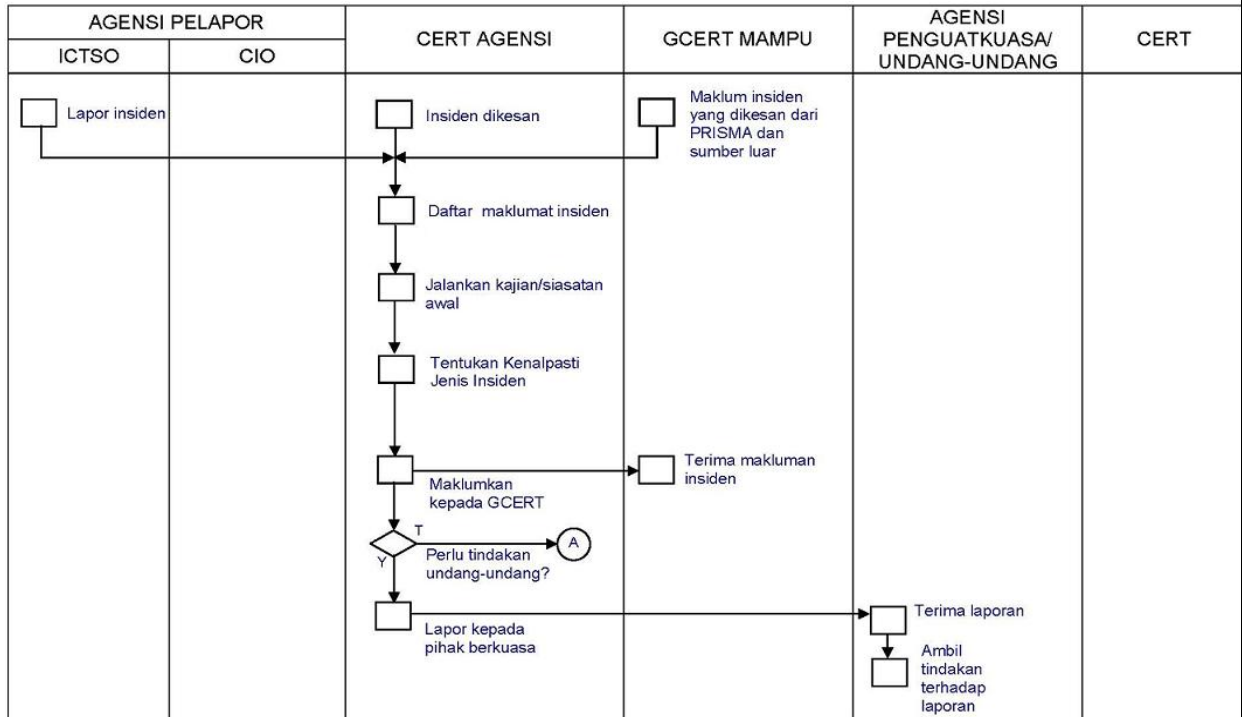 AGENSI PELAPOR
CERT AGENSI
GCERT MAMPU
AGENSI
PENGUATKUASA/
UNDANG-UNDANG
CERT
ICTSO
CIO
Lapor insiden
Insiden dikesan
Maklum insiden
yang dikesan dari
PRISMA dan
sumber luar
Daftar maklumat insiden
Jalankan kajian/siasatan
awal
Tentukan Kenalpasti
Jenis Insiden
Maklumkan
kepada GCERT
Terima makluman
insiden
T
A
Y
Perlu tindakan
undang-undang?
Lapor kepada
pihak berkuasa
Terima laporan
Ambil
tindakan
terhadap
laporan